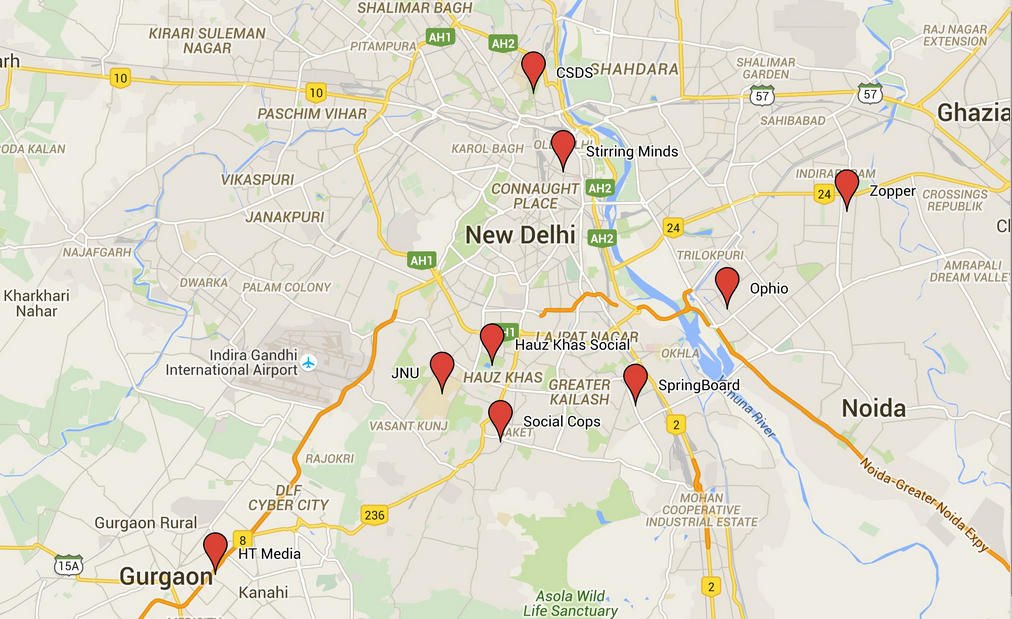 SHALIMAR BAGH
KIRARI SULEMAN
NAGAR
AH1
AH2
PITAMPURA
RAJ NAGAR
EXTENSION
arh
10
10
CSDS
SHAHDARA
SHALIMAR
GARDEN
57
57
PASCHIM VIHAR
SAHIBABAD
Ghazia
ODA KALAN
KAROL BAGH
Stirring Minds
VIKASPURI
CONNAUGHT
PLACE
AH2
24
Zopper
CROSSINGS
REPUBLIK
JANAKPURI
New Delhi
AH2
24
NAJAFGARH
AH1
TRILOKPURI
DWARKA
PALAM COLONY
Ophio
AMRAPALI
DREAM VALLE
Kharkhari
Nahar
LAJPAT NAGAR
Hauz Khas Social
Indira Gandhi
International Airport
JNU
HAUZ KHAS
OKHLA
GREATER
KAILASH
SpringBoard
Yamuna River
Noida
Social Cops
VASANT KUNJ
2
RAJOKRI
Noida-Greater Noida Expy
DLF
CYBER CITY
MOHAN
COOPERATIVE
INDUSTRIAL ESTATE
236
Gurgaon Rural
8
HT Media
15A
Gurgaon
Kanahi
2
Asola Wild
Life Sanctuary